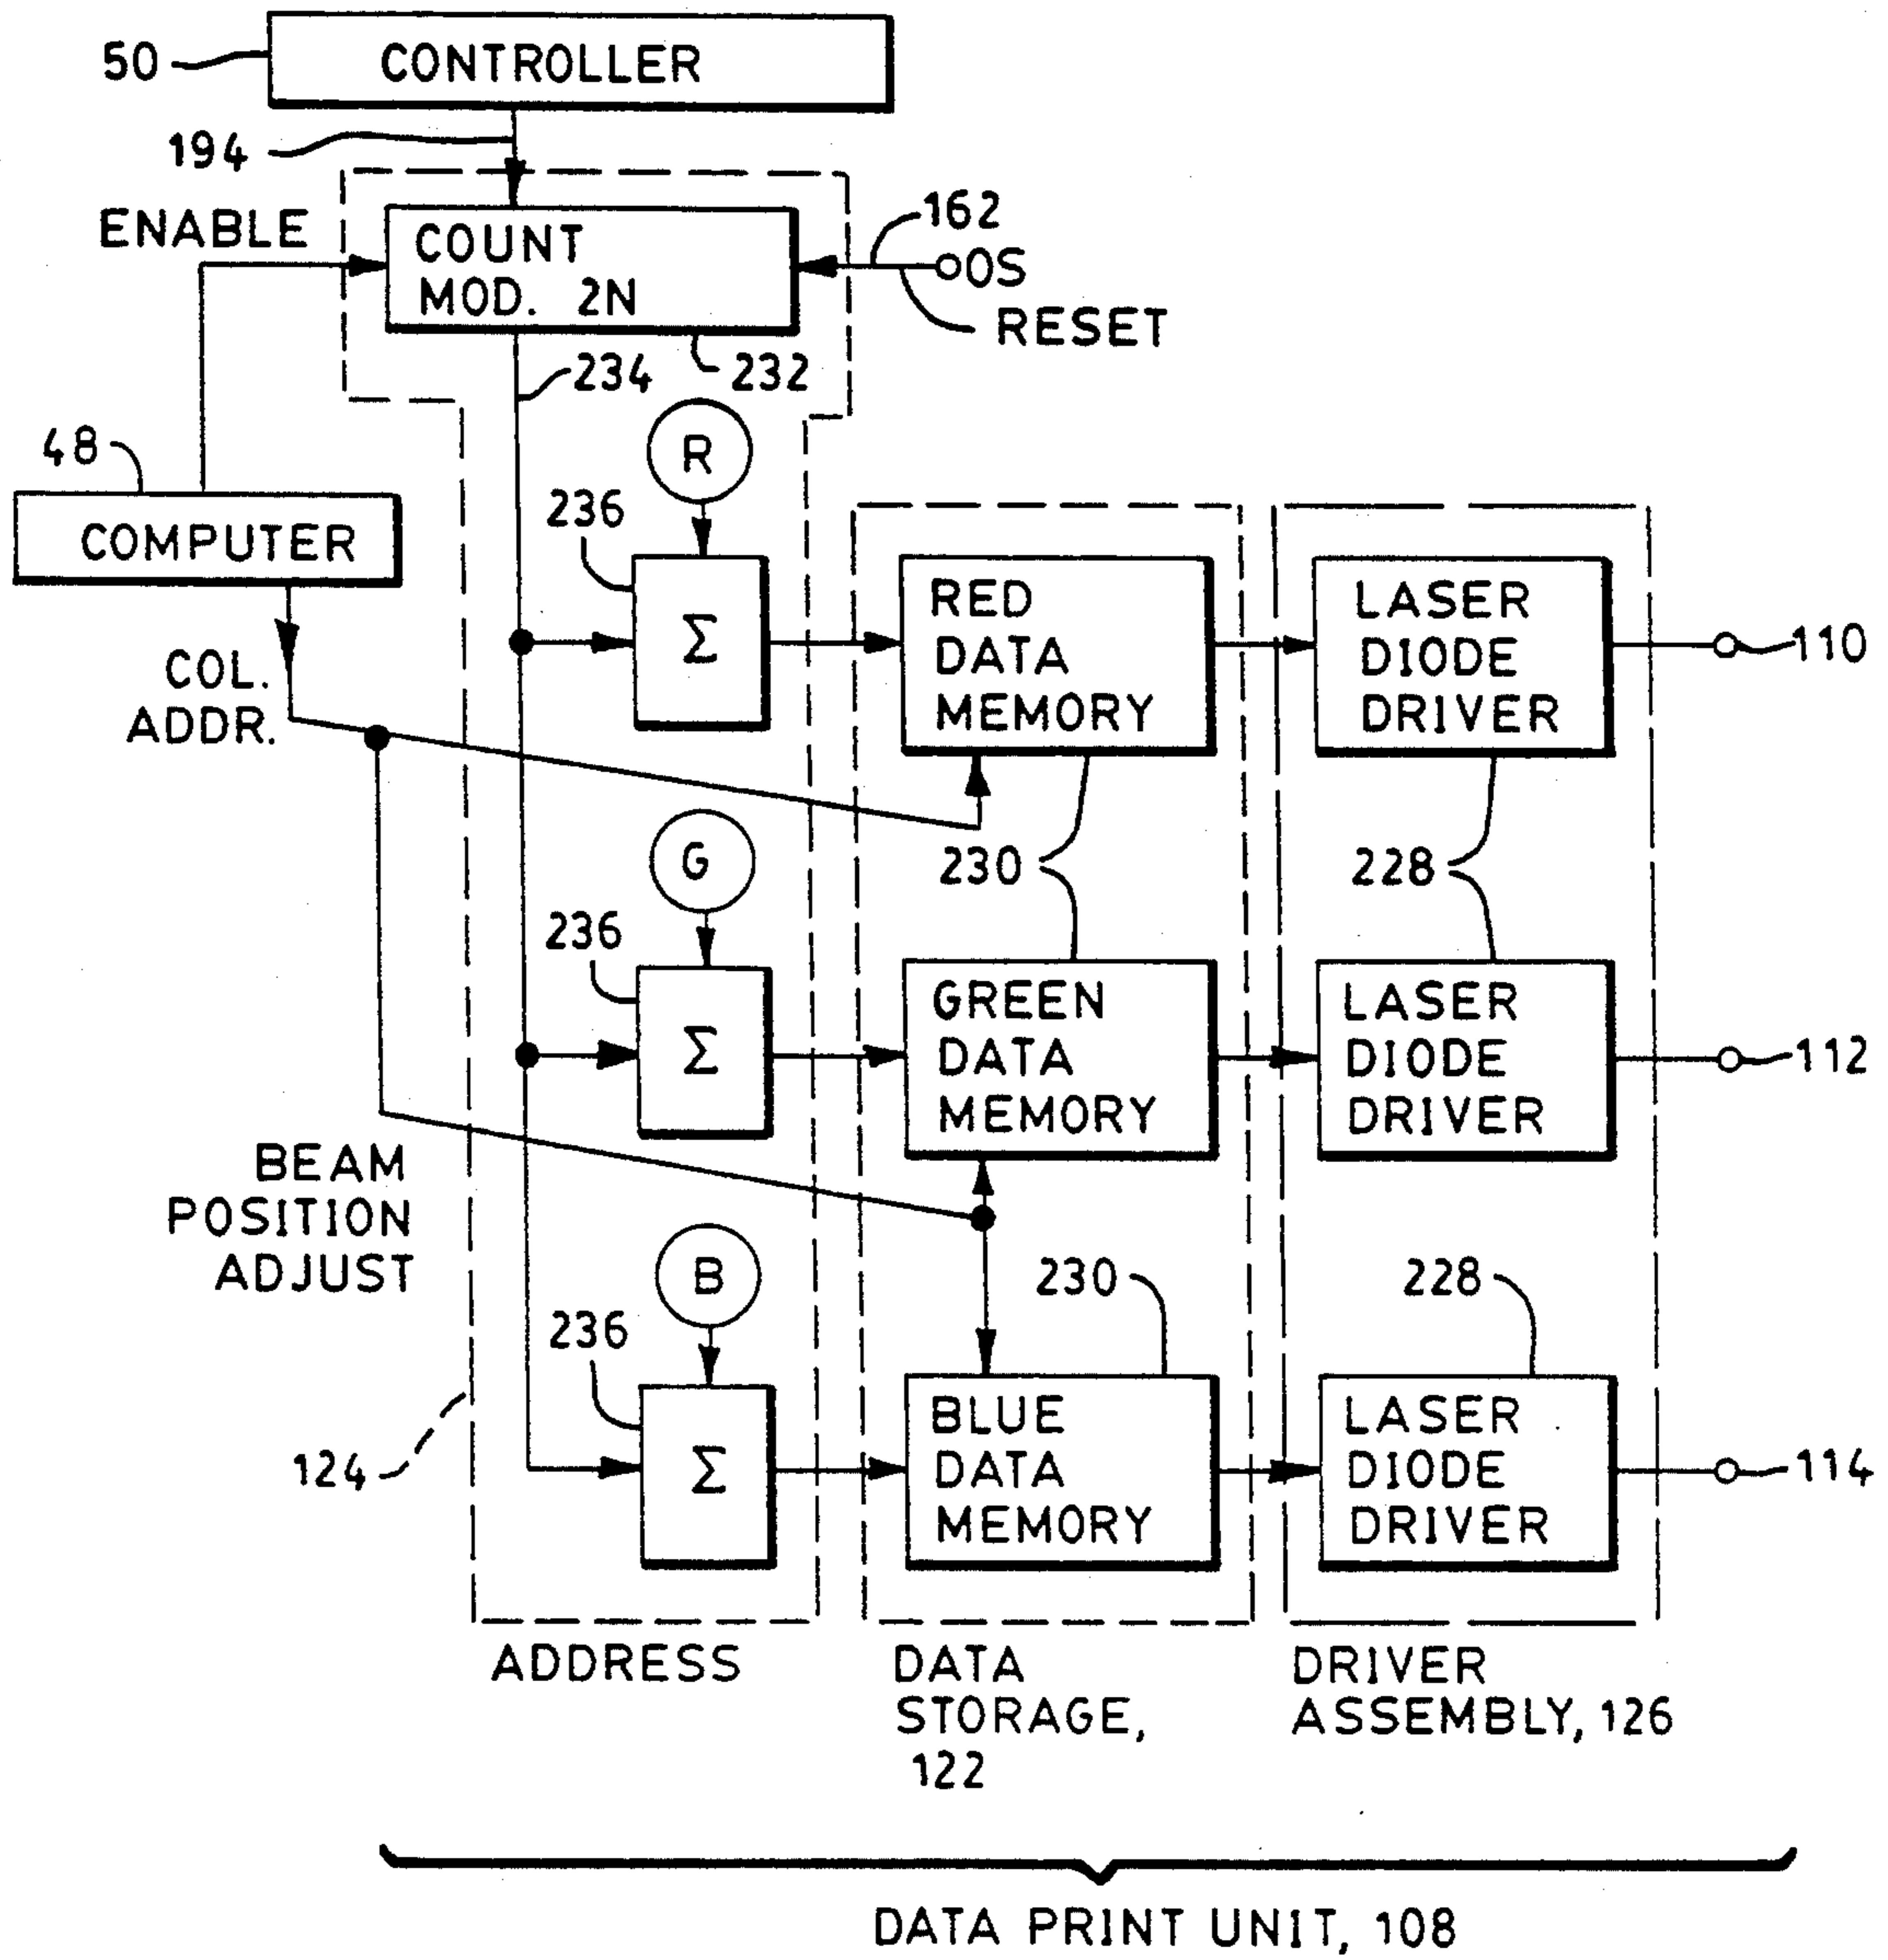 CONTROLLER
50
194
ENABLE
COUNT
MOD. 2N
162
OS
RESET
234
232
R
48
COMPUTER
236
Σ
RED
DATA
MEMORY
LASER
DIODE
DRIVER
110
COL.
ADDR.
G
230
228
236
Σ
GREEN
DATA
MEMORY
LASER
DIODE
DRIVER
112
BEAM
POSITION
ADJUST
B
230
228
236
Σ
BLUE
DATA
MEMORY
LASER
DIODE
DRIVER
114
124
ADDRESS
DATA
STORAGE,
122
DRIVER
ASSEMBLY, 126
DATA PRINT UNIT, 108